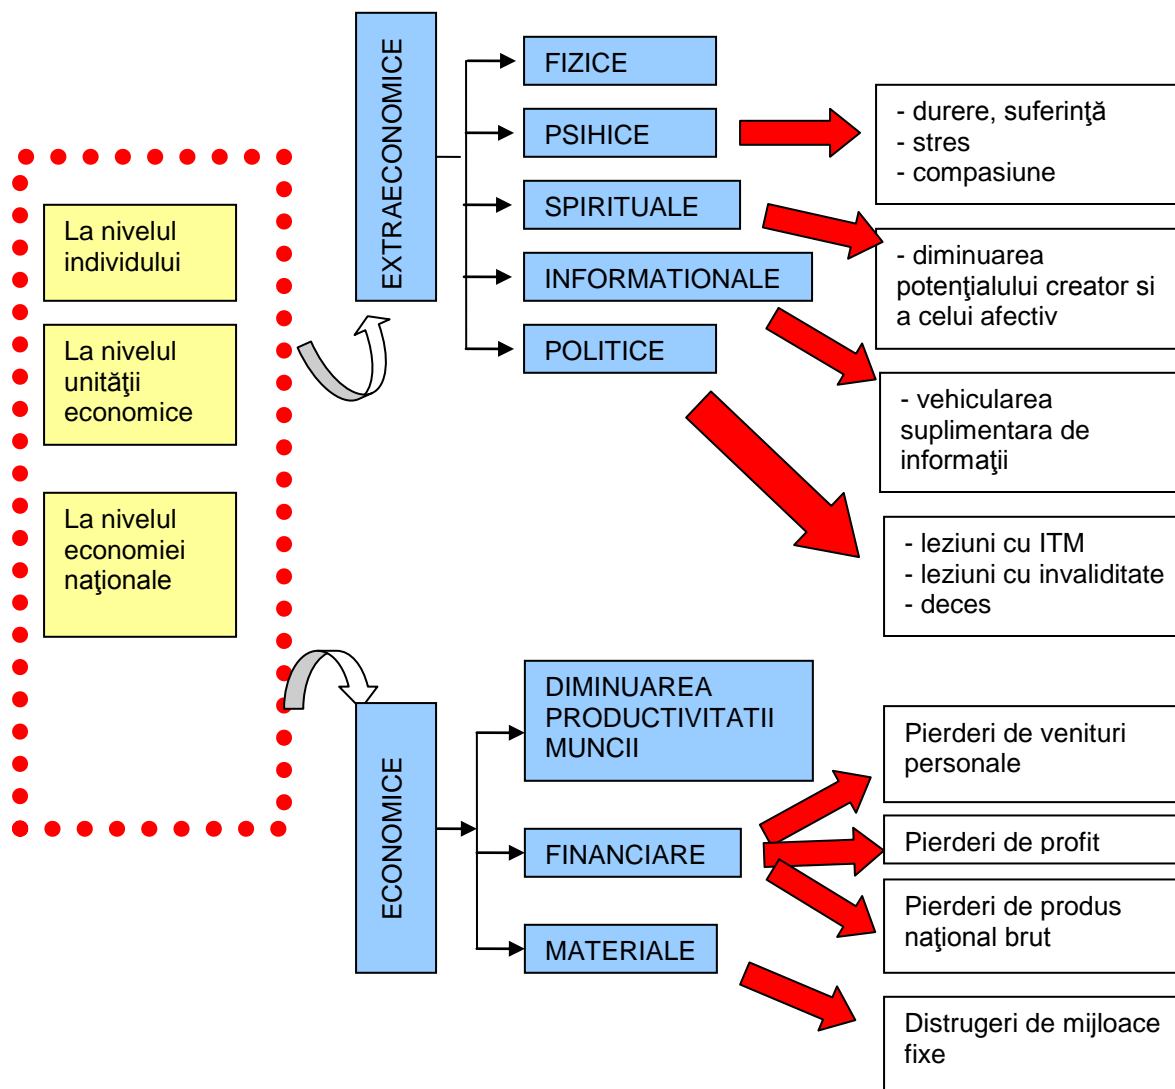 La nivelul
individului
La nivelul
unităţii
economice
La nivelul
economiei
naţionale
EXTRAECONOMICE
FIZICE
PSIHICE
SPIRITUALE
INFORMATIONALE
POLITICE
- durere, suferinţă
- stres
- compasiune
- diminuarea
potenţialului creator si
a celui afectiv
- vehicularea
suplimentara de
informaţii
- leziuni cu ITM
- leziuni cu invaliditate
- deces
ECONOMICE
DIMINUAREA
PRODUCTIVITATII
MUNCII
FINANCIARE
MATERIALE
Pierderi de venituri
personale
Pierderi de profit
Pierderi de produs
naţional brut
Distrugeri de mijloace
fixe